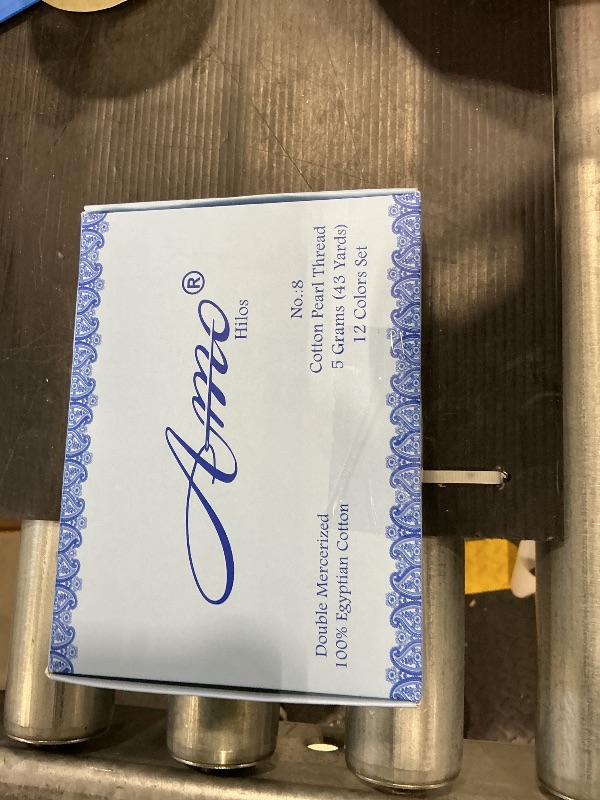 Amo®
Hilos
Double Mercerized
100% Egyptian Cotton
No.:8
Cotton Pearl Thread
5 Grams (43 Yards)
12 Colors Set